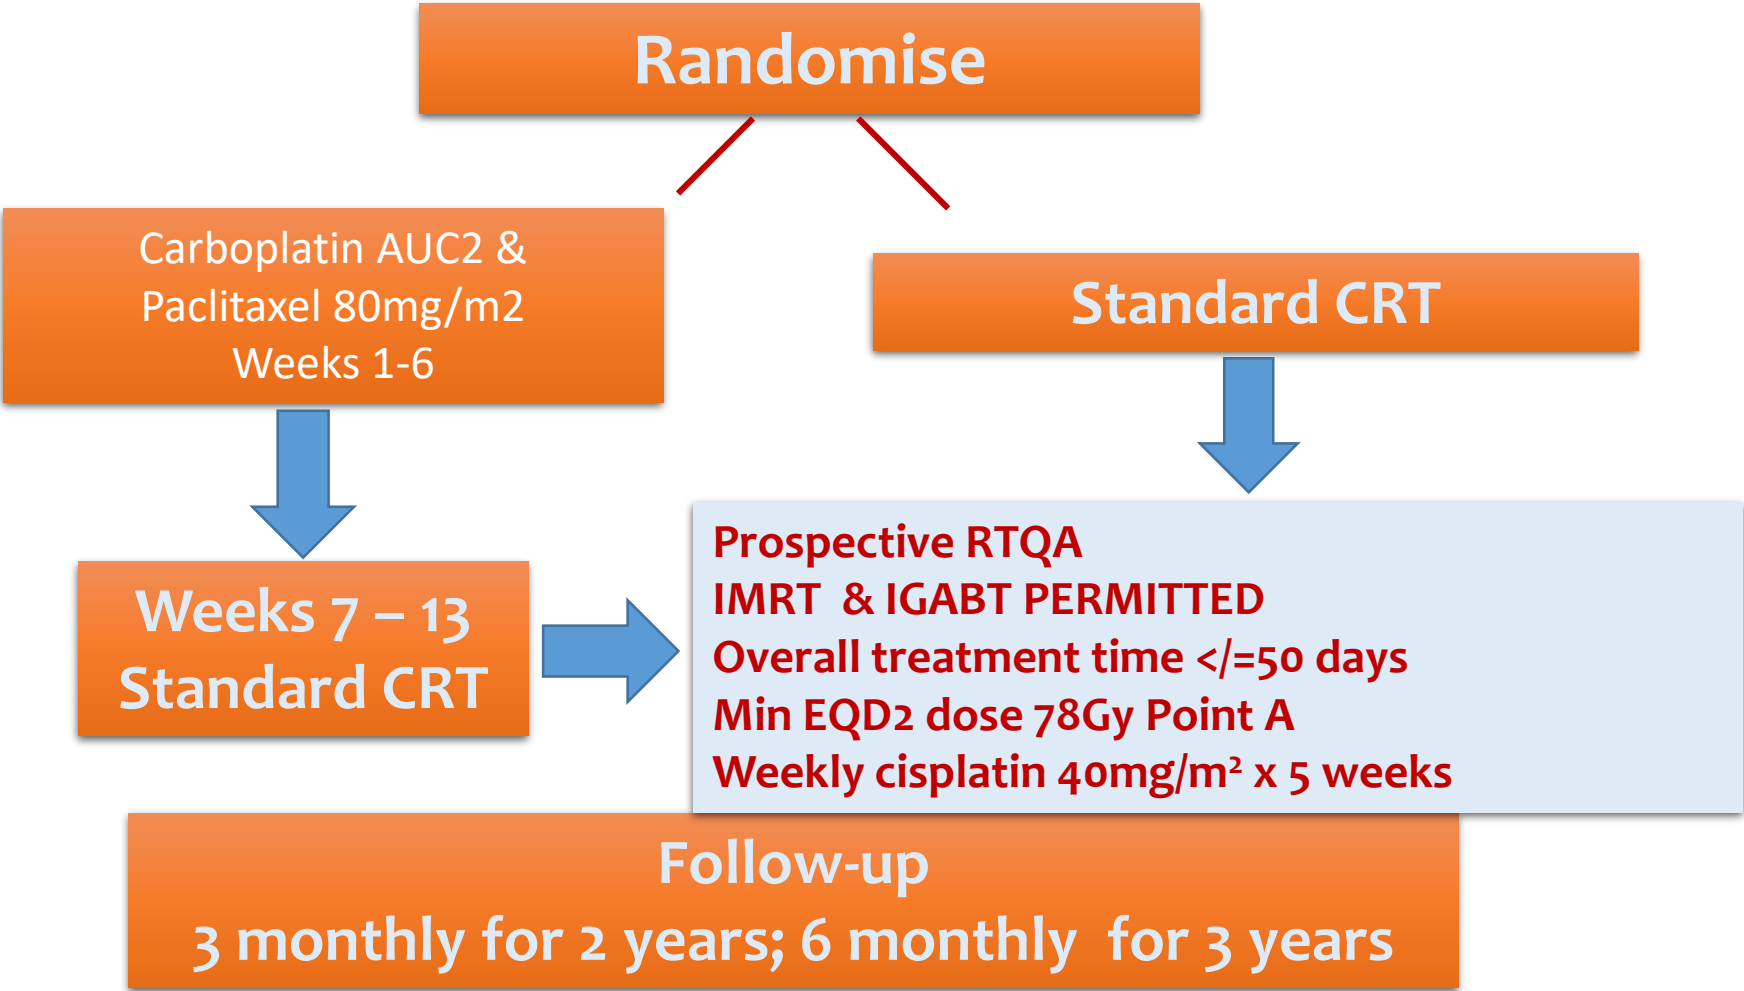 Randomise
Carboplatin AUC2 &
Paclitaxel 80mg/m2
Weeks 1-6
Standard CRT
Weeks 7 – 13
Standard CRT
Prospective RTQA
IMRT & IGABT PERMITTED
Overall treatment time </=50 days
Min EQD2 dose 78Gy Point A
Weekly cisplatin 40mg/m² x 5 weeks
Follow-up
3 monthly for 2 years; 6 monthly for 3 years